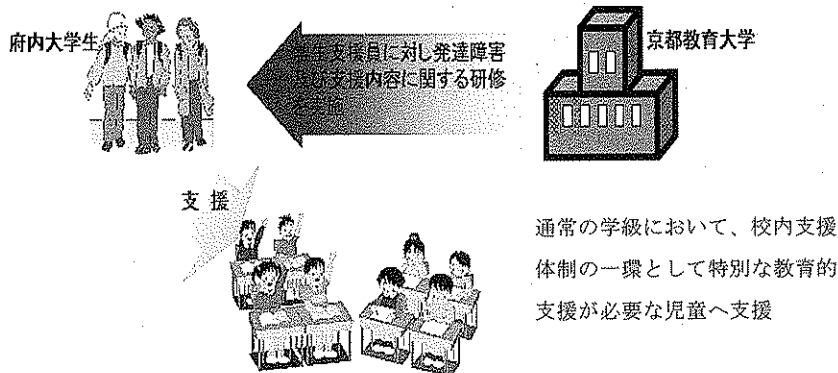 府内大学生
学生支援員に対し発達障害
及び支援内容に関する研修
京都教育大学
支援
通常の学級において、校内支援
体制の一環として特別な教育的
支援が必要な児童へ支援